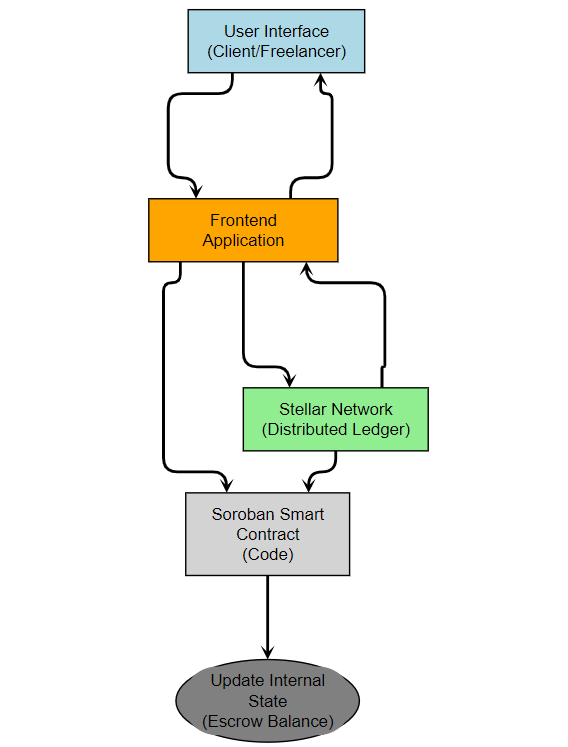 User Interface
(Client/Freelancer)
Frontend
Application
Stellar Network
(Distributed Ledger)
Soroban Smart
Contract
(Code)
Update Internal
State
(Escrow Balance)